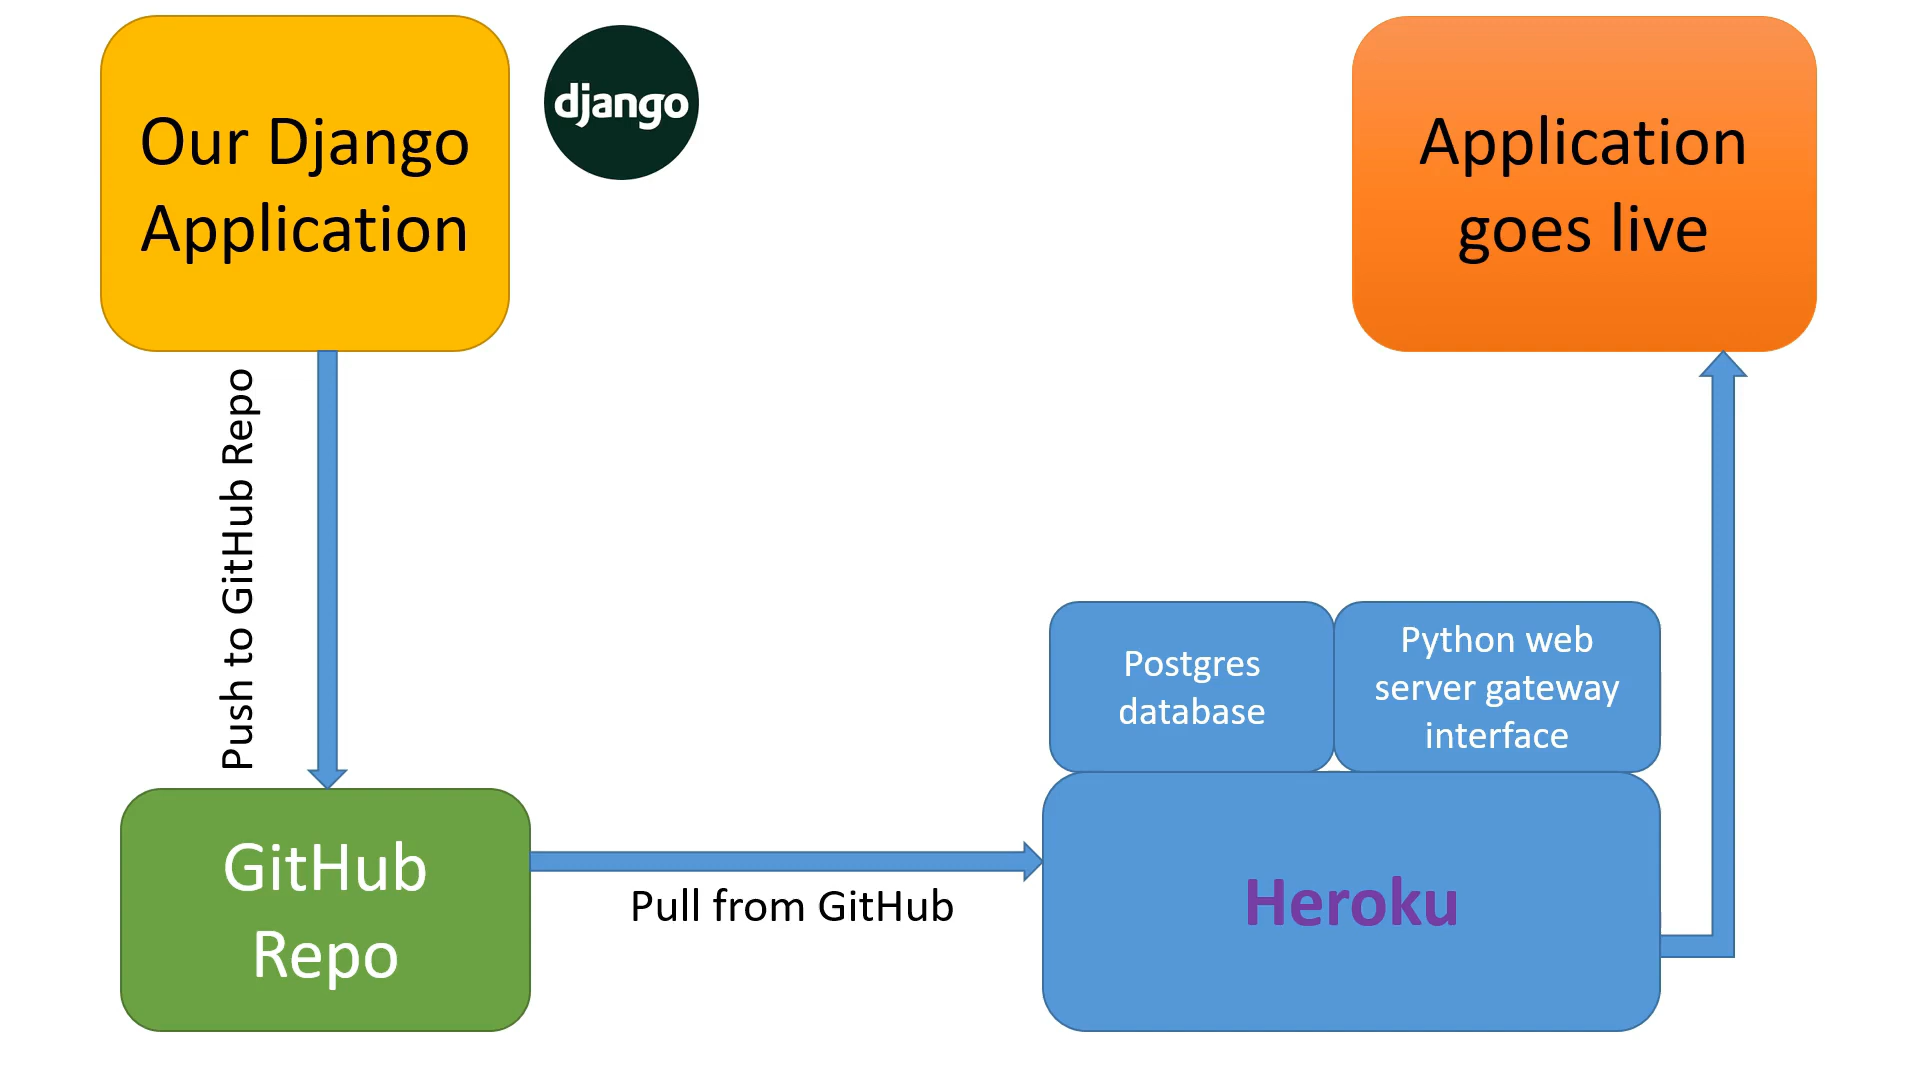 Our Django
Application
django
Application
goes live
Push to GitHub Repo
Postgres
database
Python web
server gateway
interface
GitHub
Repo
Pull from GitHub
Heroku